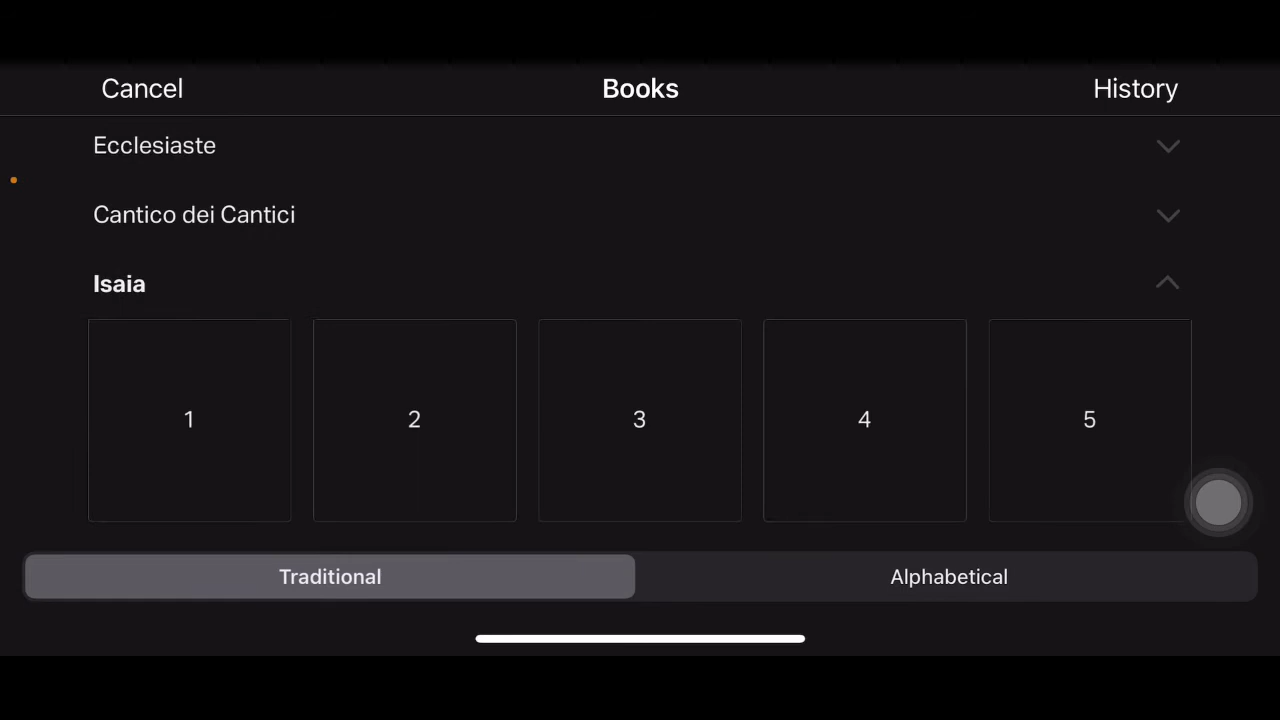 Cancel Books History
Ecclesiaste
Cantico dei Cantici
Isaia
1 2 3 4 5
Traditional Alphabetical